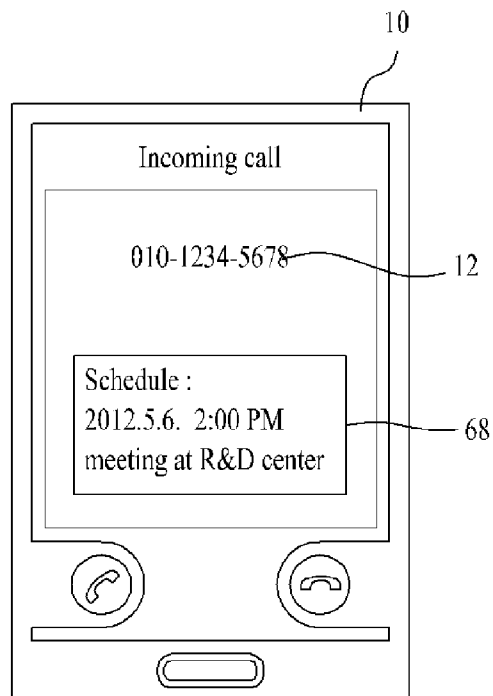 10
Incoming call
010-1234-5678
12
Schedule :
2012.5.6. 2:00 PM
meeting at R&D center
68